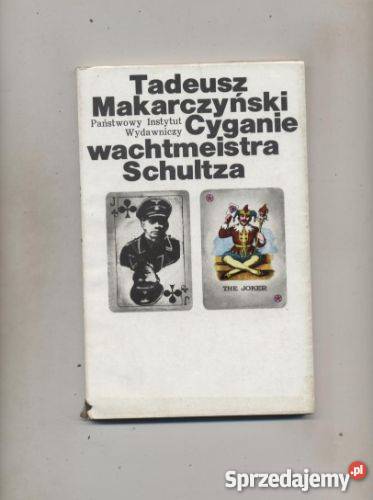 Tadeusz
Makarczyński
Państwowy Instytut
Wydawniczy
Cyganie
wachtmeistra
Schultza
J
J
THE JOKER
Sprzedajemy.pl